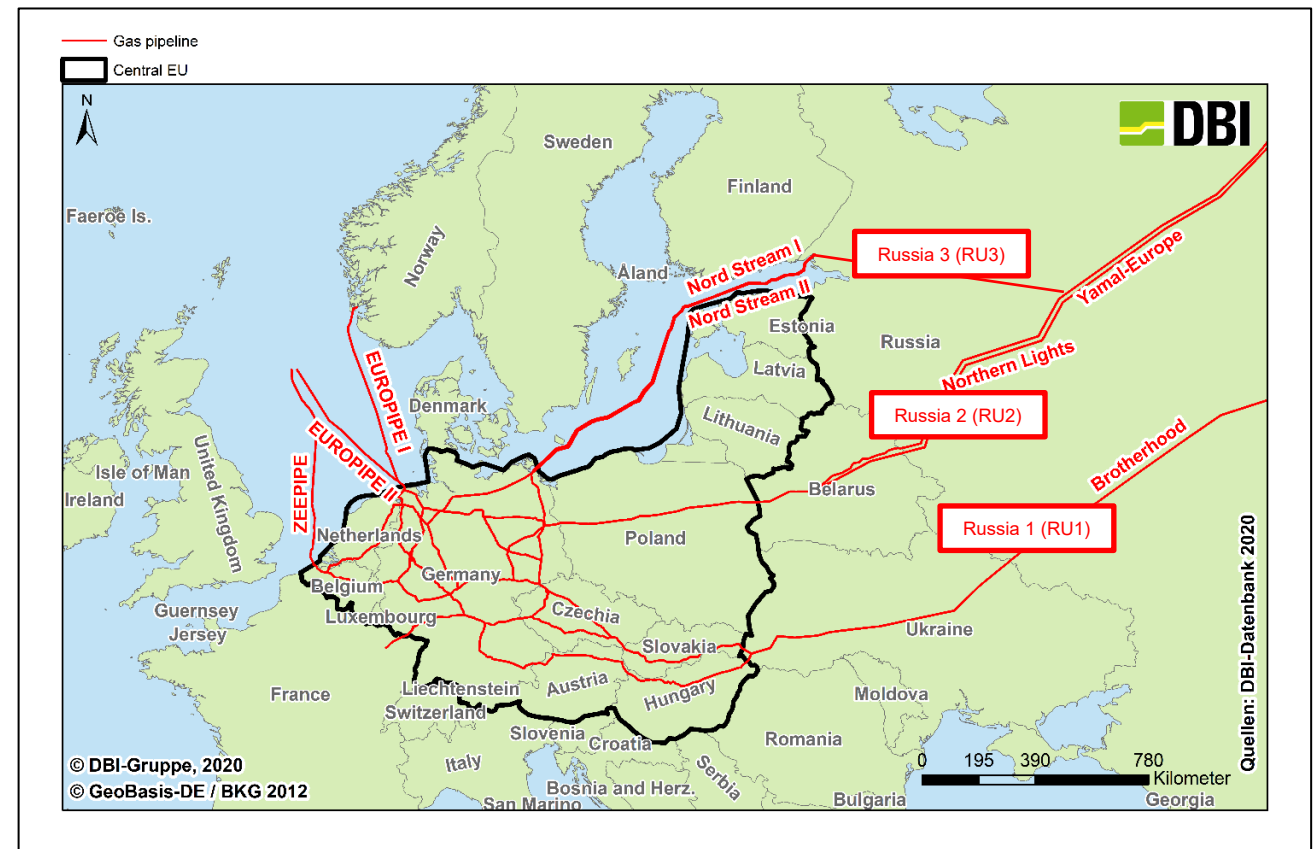 Gas pipeline
Central EU
N
DBI
Sweden
Finland
Faeroe Is.
Norway
Åland
Nord Stream I
Nord Stream II
Russia 3 (RU3)
Yamal-Europe
Estonia
Russia
Latvia
Northern Lights
EUROPIPE I
Denmark
Lithuania
Russia 2 (RU2)
EUROPIPE II
ZEEPIPE
Isle of Man
Ireland
United Kingdom
Belarus
Brotherhood
Netherlands
Poland
Russia 1 (RU1)
Belgium
Germany
Guernsey
Jersey
Luxembourg
Czechia
Ukraine
Slovakia
France
Liechtenstein
Switzerland
Austria
Hungary
Moldova
Slovenia
Croatia
Romania
Italy
Serbia
Bosnia and Herz.
San Marino
Bulgaria
Georgia
0 195 390 780
Kilometer
© DBI-Gruppe, 2020
© GeoBasis-DE / BKG 2012
Quellen: DBI-Datenbank 2020